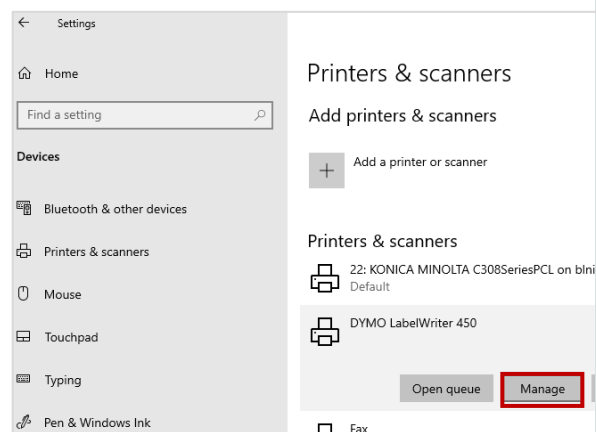 Settings
Home
Find a setting
Devices
Bluetooth & other devices
Printers & scanners
Mouse
Touchpad
Typing
Pen & Windows Ink
Printers & scanners
Add printers & scanners
Add a printer or scanner
Printers & scanners
22: KONICA MINOLTA C308SeriesPCL on blni
Default
DYMO LabelWriter 450
Open queue Manage
Fax